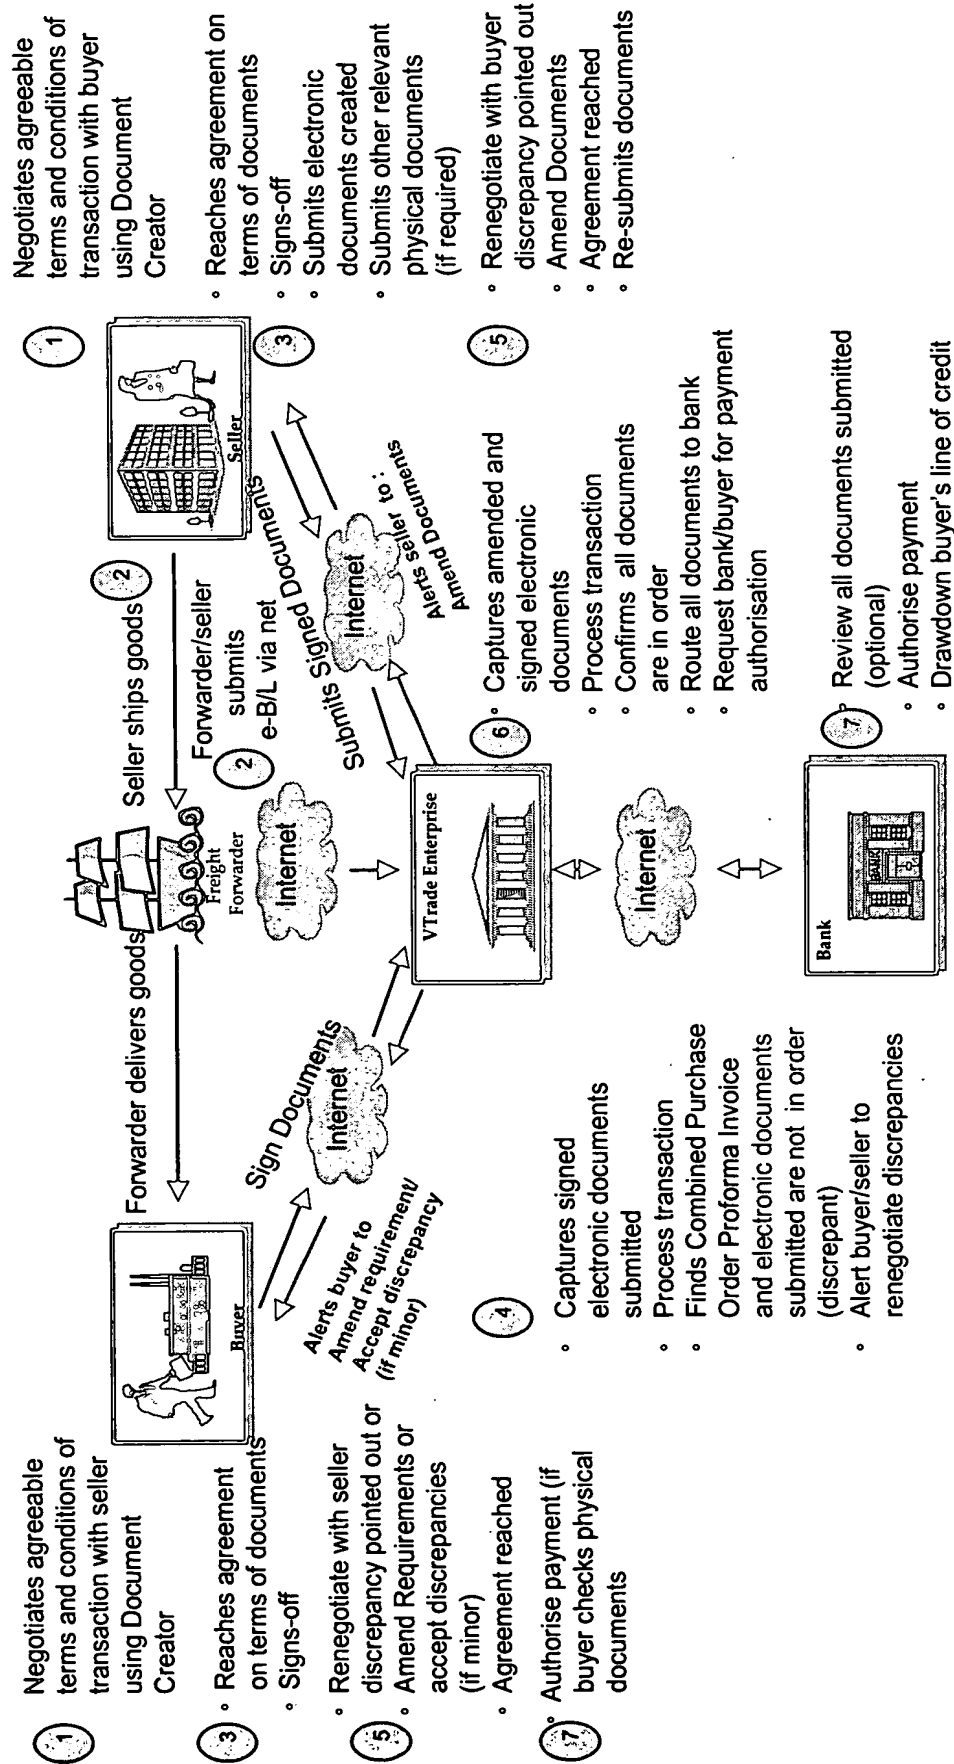 1
Negotiates agreeable
terms and conditions of
transaction with seller
using Document
Creator
3
° Reaches agreement
on terms of documents
° Signs-off
5
° Renegotiate with seller
discrepancy pointed out or
° Amend Requirements or
accept discrepancies
(if minor)
° Agreement reached
7
° Authorise payment (if
buyer checks physical
documents
Buyer
Forwarder delivers goods
Freight
Forwarder
Seller ships goods
2
Forwarder/seller
submits
e-B/L via net
2
Internet
Seller
Sign Documents
Internet
Alerts buyer to
Amend requirement/
Accept discrepancy
(if minor)
Submits Signed Documents
Internet
Alerts seller to :
Amend Documents
VTrade Enterprise
4
° Captures signed
electronic documents
submitted
° Process transaction
° Finds Combined Purchase
Order Proforma Invoice
and electronic documents
submitted are not in order
(discrepant)
° Alert buyer/seller to
renegotiate discrepancies
Internet
Bank
BANK
1
Negotiates agreeable
terms and conditions of
transaction with buyer
using Document
Creator
3
° Reaches agreement on
terms of documents
° Signs-off
° Submits electronic
documents created
° Submits other relevant
physical documents
(if required)
5
° Renegotiate with buyer
discrepancy pointed out
° Amend Documents
° Agreement reached
° Re-submits documents
6
° Captures amended and
signed electronic
documents
° Process transaction
° Confirms all documents
are in order
° Route all documents to bank
° Request bank/buyer for payment
authorisation
7
° Review all documents submitted
(optional)
° Authorise payment
° Drawdown buyer's line of credit